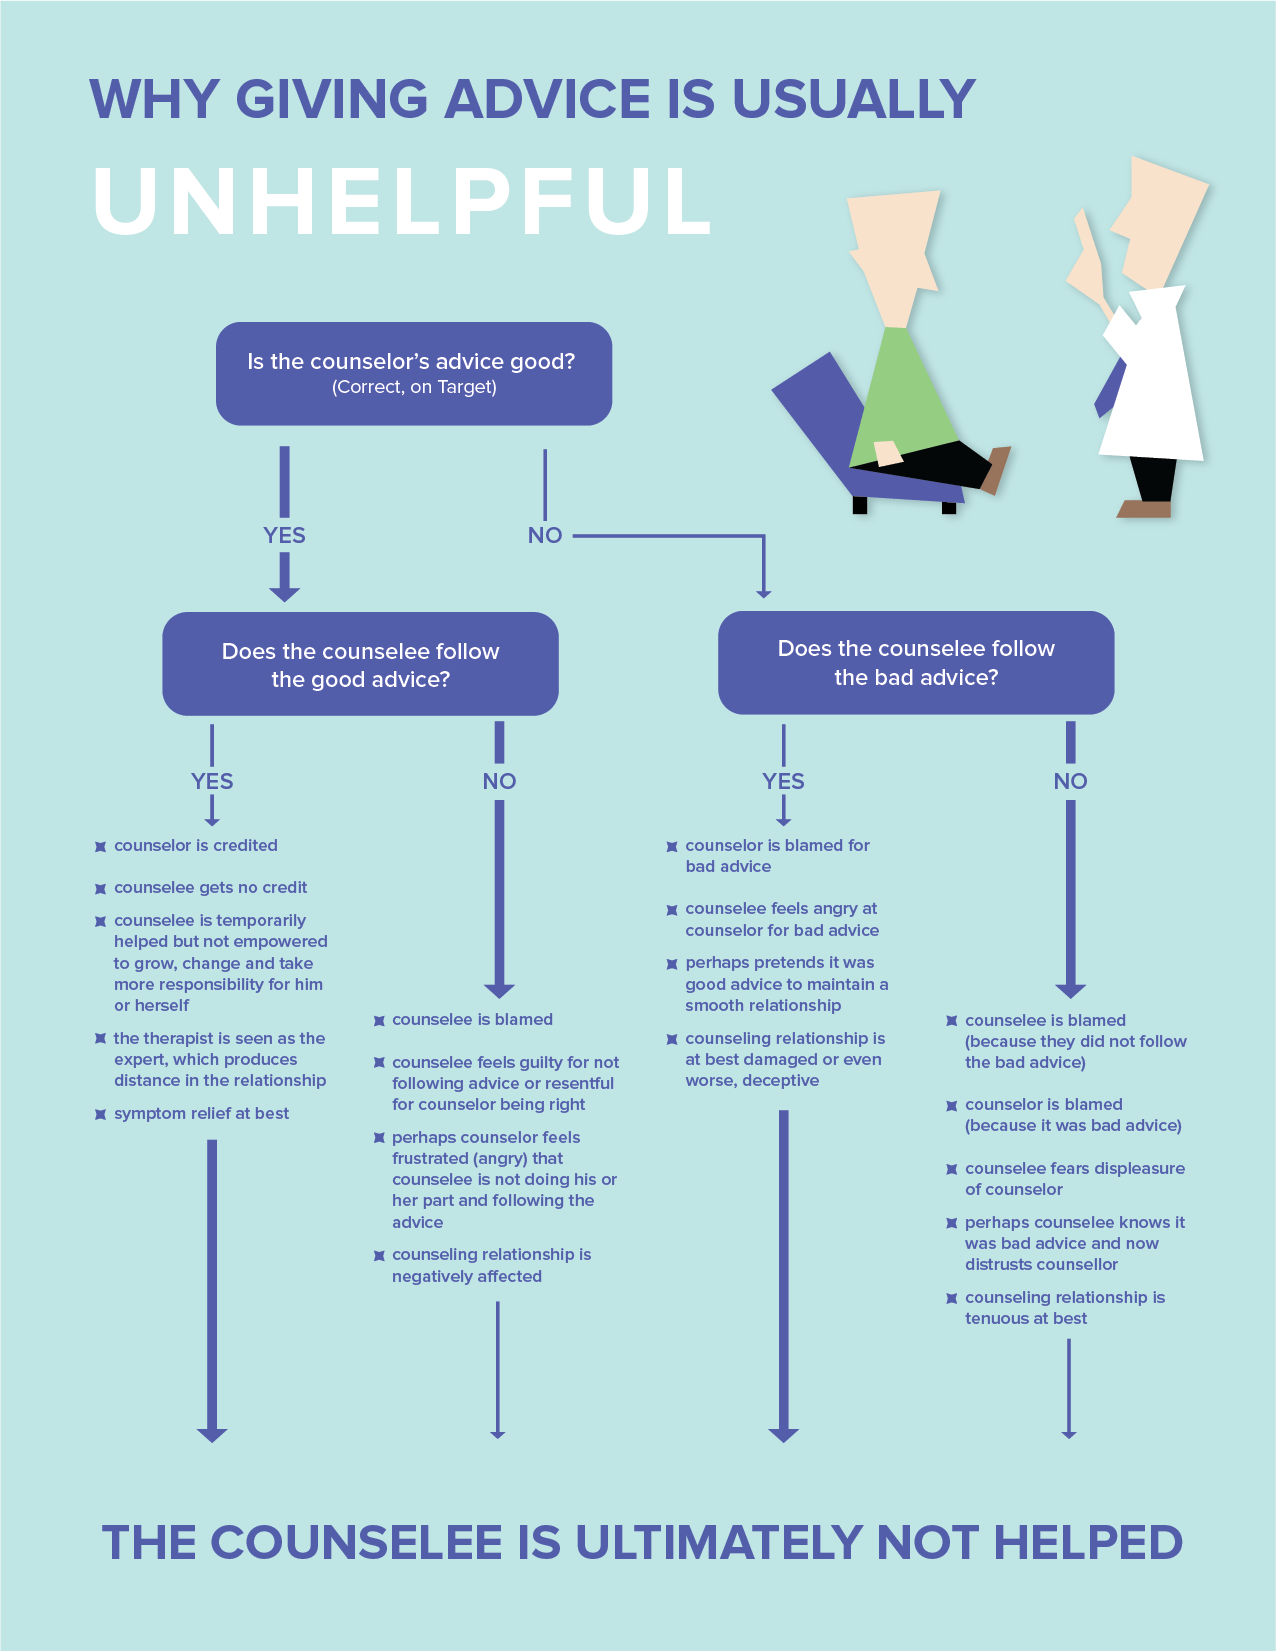 WHY GIVING ADVICE IS USUALLY
UNHELPFUL
Is the counselor's advice good?
(Correct, on Target)
YES
NO
Does the counselee follow
the good advice?
Does the counselee follow
the bad advice?
YES
NO
YES
NO
counselor is credited
counselee gets no credit
counselee is temporarily
helped but not empowered
to grow, change and take
more responsibility for him
or herself
the therapist is seen as the
expert, which produces
distance in the relationship
symptom relief at best
counselee is blamed
counselee feels guilty for not
following advice or resentful
for counselor being right
perhaps counselor feels
frustrated (angry) that
counselee is not doing his or
her part and following the
advice
counseling relationship is
negatively affected
counselor is blamed for
bad advice
counselee feels angry at
counselor for bad advice
perhaps pretends it was
good advice to maintain a
smooth relationship
counseling relationship is
at best damaged or even
worse, deceptive
counselee is blamed
(because they did not follow
the bad advice)
counselor is blamed
(because it was bad advice)
counselee fears displeasure
of counselor
perhaps counselee knows it
was bad advice and now
distrusts counsellor
counseling relationship is
tenuous at best
THE COUNSELEE IS ULTIMATELY NOT HELPED